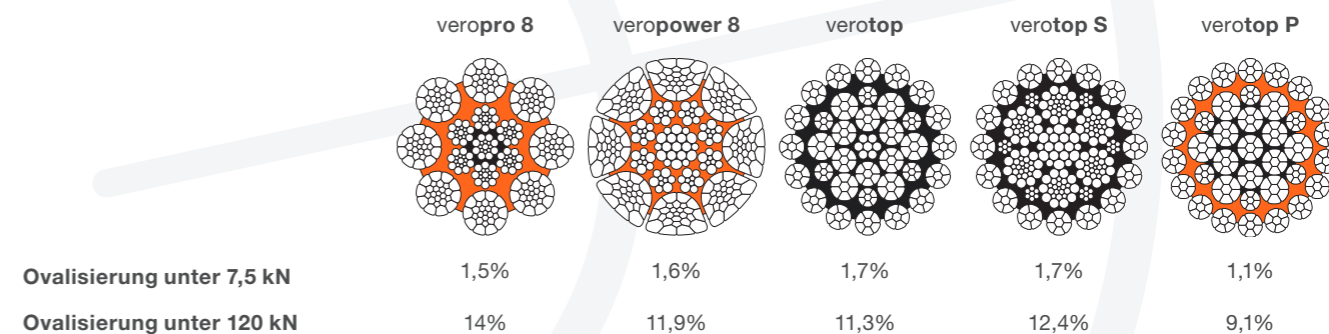 veropro 8 veropower 8 verotop verotop S verotop P
Ovalisierung unter 7,5 kN 1,5% 1,6% 1,7% 1,7% 1,1%
Ovalisierung unter 120 kN 14% 11,9% 11,3% 12,4% 9,1%